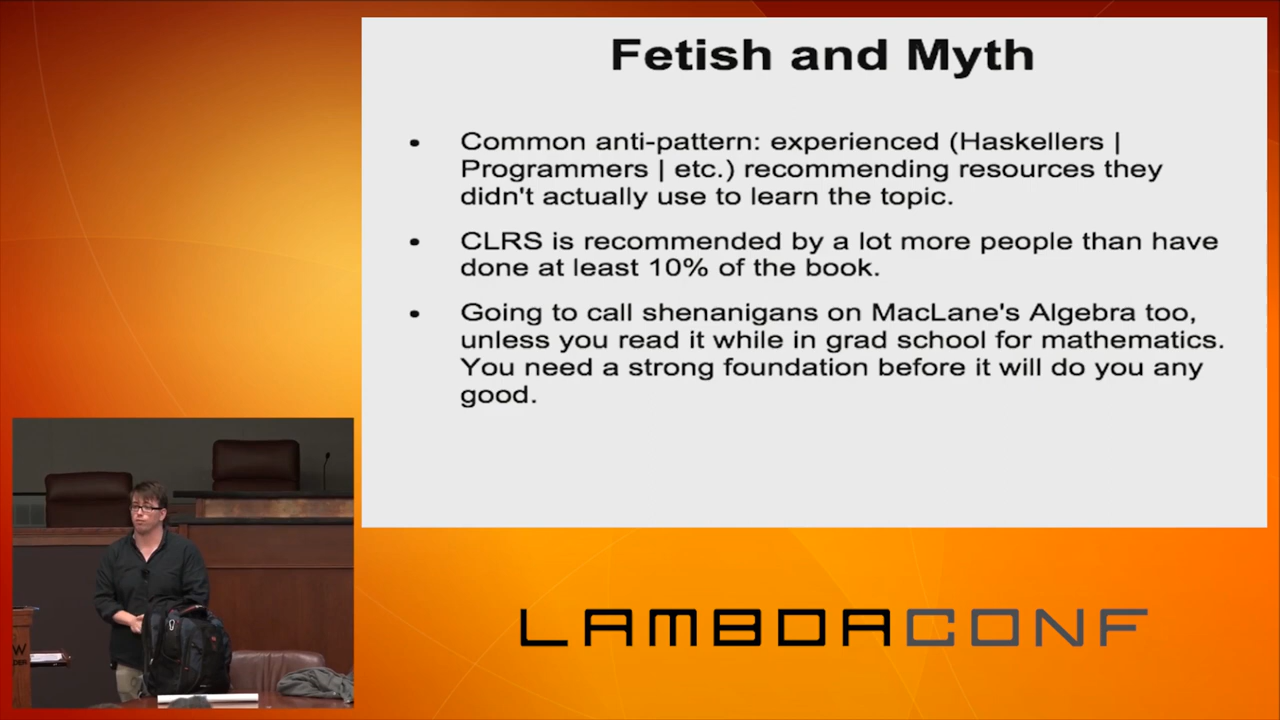 Fetish and Myth
• Common anti-pattern: experienced (Haskellers |
Programmers | etc.) recommending resources they
didn't actually use to learn the topic.
• CLRS is recommended by a lot more people than have
done at least 10% of the book.
• Going to call shenanigans on MacLane's Algebra too,
unless you read it while in grad school for mathematics.
You need a strong foundation before it will do you any
good.
LAMBDACONF